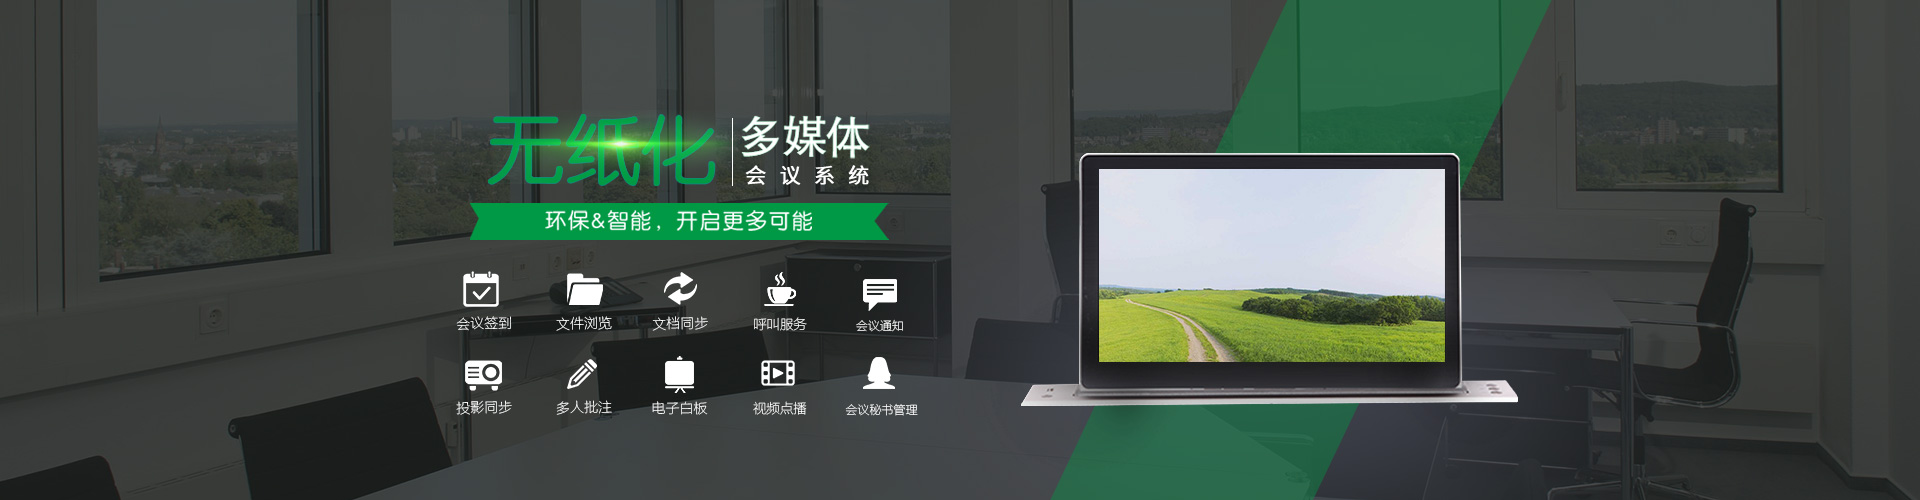 无纸化
多媒体
会议系统
环保&智能，开启更多可能
会议签到
文件浏览
文档同步
呼叫服务
会议通知
投影同步
多人批注
电子白板
视频点播
会议秘书管理